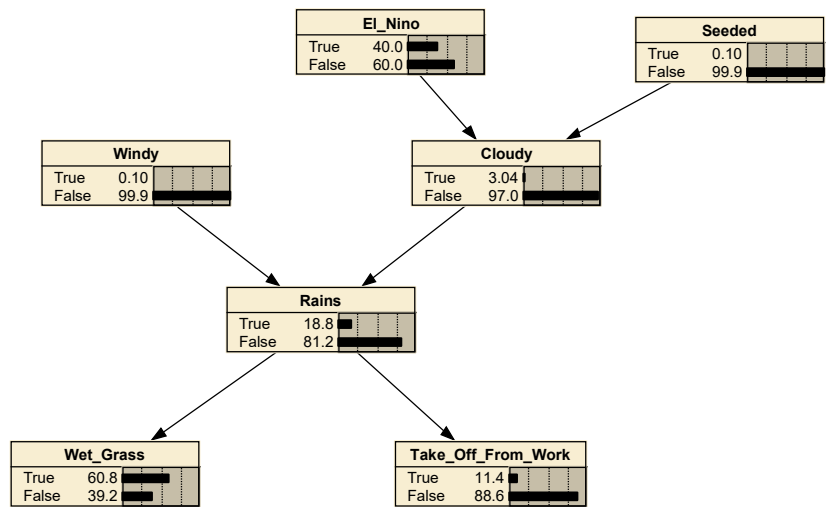 El_Nino
True 40.0
False 60.0
Seeded
True 0.10
False 99.9
Windy
True 0.10
False 99.9
Cloudy
True 3.04
False 97.0
Rains
True 18.8
False 81.2
Wet_Grass
True 60.8
False 39.2
Take_Off_From_Work
True 11.4
False 88.6